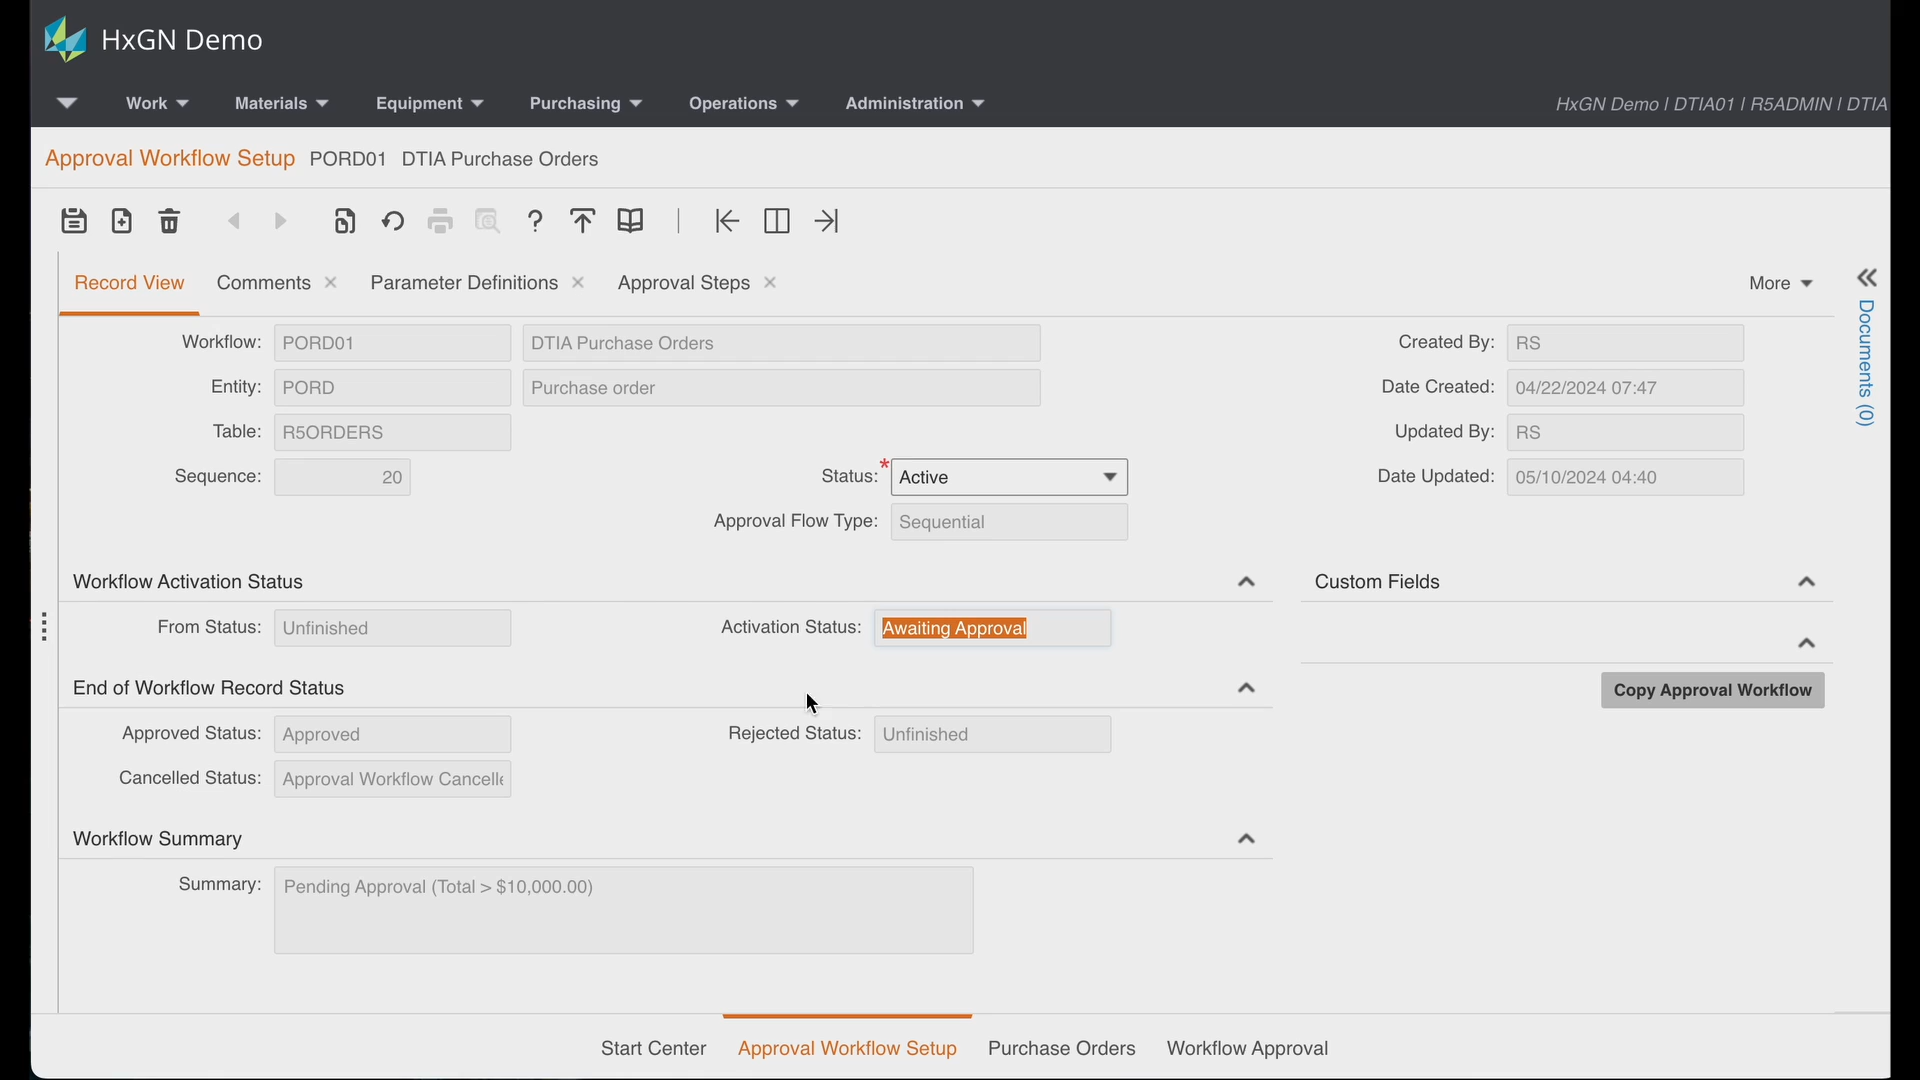 HxGN Demo
Work Materials Equipment Purchasing Operations Administration HxGN Demo | DTIA01 | R5ADMIN | DTIA
Approval Workflow Setup PORD01 DTIA Purchase Orders
Record View Comments Parameter Definitions Approval Steps More
Documents (0)
Workflow: PORD01 DTIA Purchase Orders Created By: RS
Entity: PORD Purchase order Date Created: 04/22/2024 07:47
Table: R5ORDERS Updated By: RS
Sequence: 20 Status: * Active Date Updated: 05/10/2024 04:40
Approval Flow Type: Sequential
Workflow Activation Status Custom Fields
From Status: Unfinished Activation Status: Awaiting Approval
End of Workflow Record Status Copy Approval Workflow
Approved Status: Approved Rejected Status: Unfinished
Cancelled Status: Approval Workflow Cancelle
Workflow Summary
Summary: Pending Approval (Total > $10,000.00)
Start Center Approval Workflow Setup Purchase Orders Workflow Approval